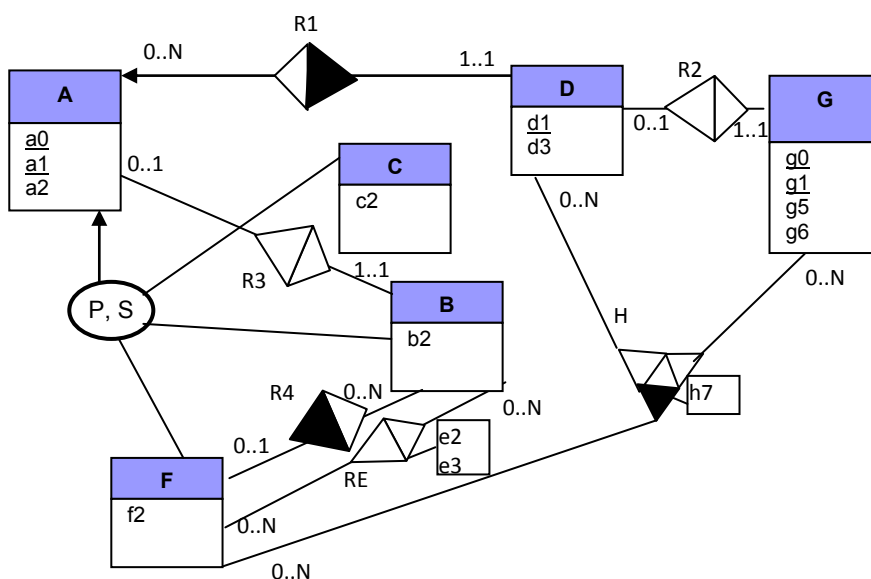 R1
0..N
1..1
A
a0
a1
a2
D
d1
d3
R2
0..1
1..1
G
g0
g1
g5
g6
0..1
C
c2
0..N
0..N
R3
1..1
P, S
B
b2
H
R4
0..N
0..N
h7
0..1
e2
e3
RE
F
f2
0..N
0..N